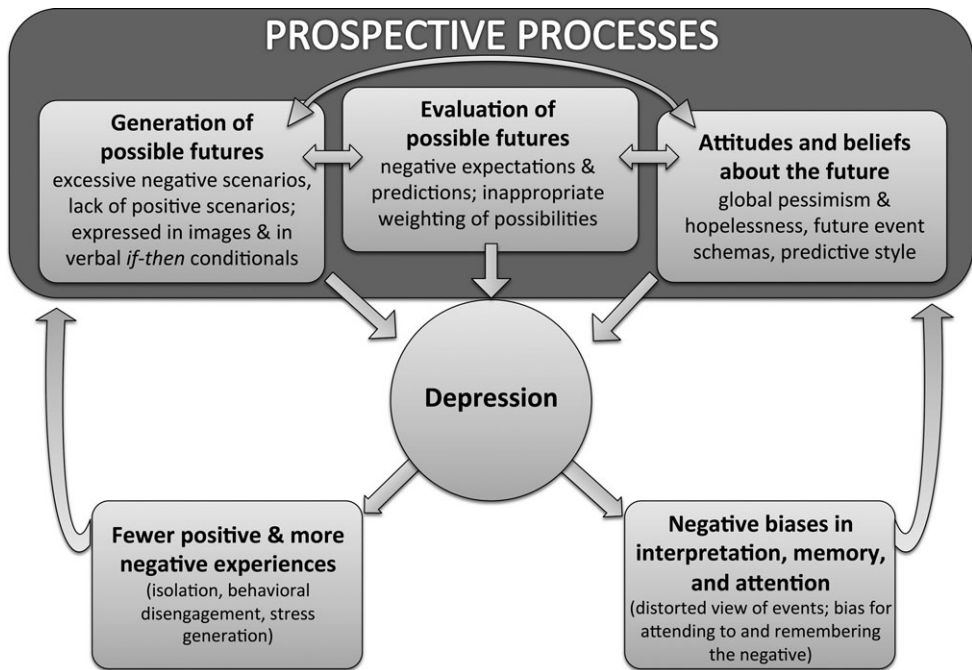 PROSPECTIVE PROCESSES
Generation of
possible futures
excessive negative scenarios,
lack of positive scenarios;
expressed in images & in
verbal if-then conditionals
Evaluation of
possible futures
negative expectations &
predictions; inappropriate
weighting of possibilities
Attitudes and beliefs
about the future
global pessimism &
hopelessness, future event
schemas, predictive style
Depression
Fewer positive & more
negative experiences
(isolation, behavioral
disengagement, stress
generation)
Negative biases in
interpretation, memory,
and attention
(distorted view of events; bias for
attending to and remembering
the negative)